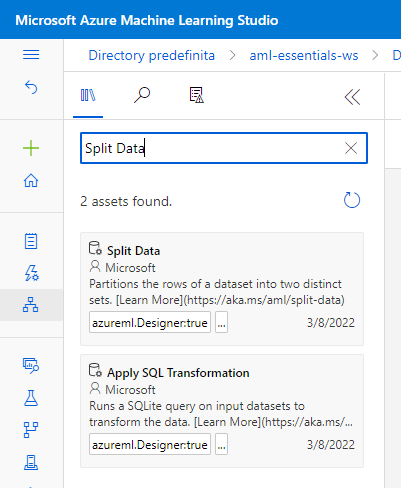 Microsoft Azure Machine Learning Studio
Directory predefinita > aml-essentials-ws > D
Split Data
2 assets found.
Split Data
Microsoft
Partitions the rows of a dataset into two distinct
sets. [Learn More](https://aka.ms/aml/split-data)
azureml.Designer:true ... 3/8/2022
Apply SQL Transformation
Microsoft
Runs a SQLite query on input datasets to
transform the data. [Learn More](https://aka.ms/...
azureml.Designer:true ... 3/8/2022